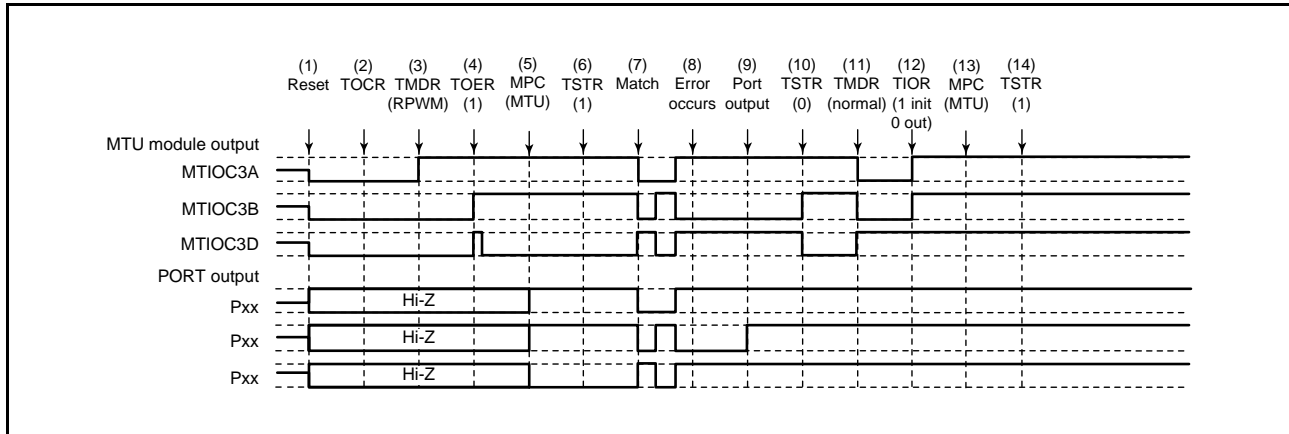 (1) (2) (3) (4) (5) (6) (7) (8) (9) (10) (11) (12) (13) (14)
Reset TOCR TMDR TOER MPC TSTR Match Error Port TSTR TMDR TIOR MPC TSTR
(RPWM) (1) (MTU) (1) occurs output (0) (normal) (1 init (MTU) (1)
0 out)
MTU module output
MTIOC3A
MTIOC3B
MTIOC3D
PORT output
Pxx Hi-Z
Pxx Hi-Z
Pxx Hi-Z